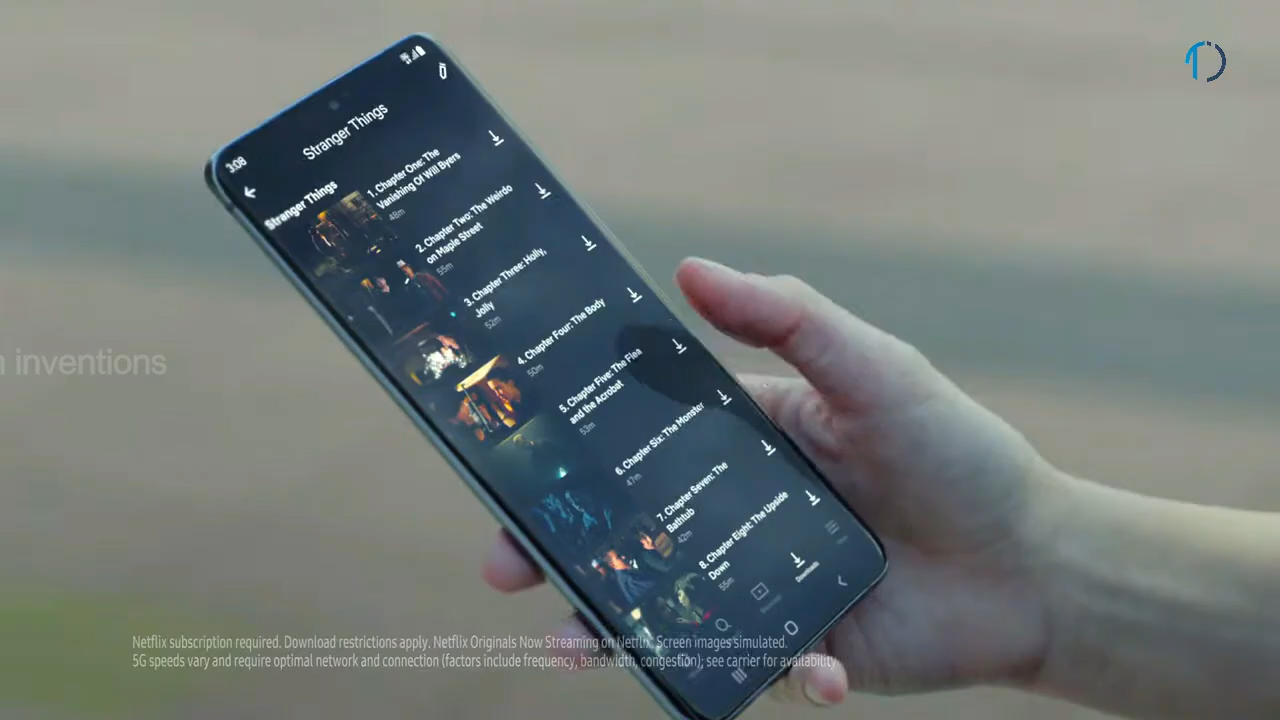 3:08
Stranger Things
Stranger Things
1. Chapter One: The
Vanishing Of Will Byers
48m
2. Chapter Two: The Weirdo
on Maple Street
55m
3. Chapter Three: Holly,
Jolly
52m
4. Chapter Four: The Body
50m
5. Chapter Five: The Flea
and the Acrobat
53m
6. Chapter Six: The Monster
47m
7. Chapter Seven: The
Bathtub
42m
8. Chapter Eight: The Upside
Down
55m
Downloads
inventions
Netflix subscription required. Download restrictions apply. Netflix Originals Now Streaming on Netflix. Screen images simulated.
5G speeds vary and require optimal network and connection (factors include frequency, bandwidth, congestion); see carrier for availability